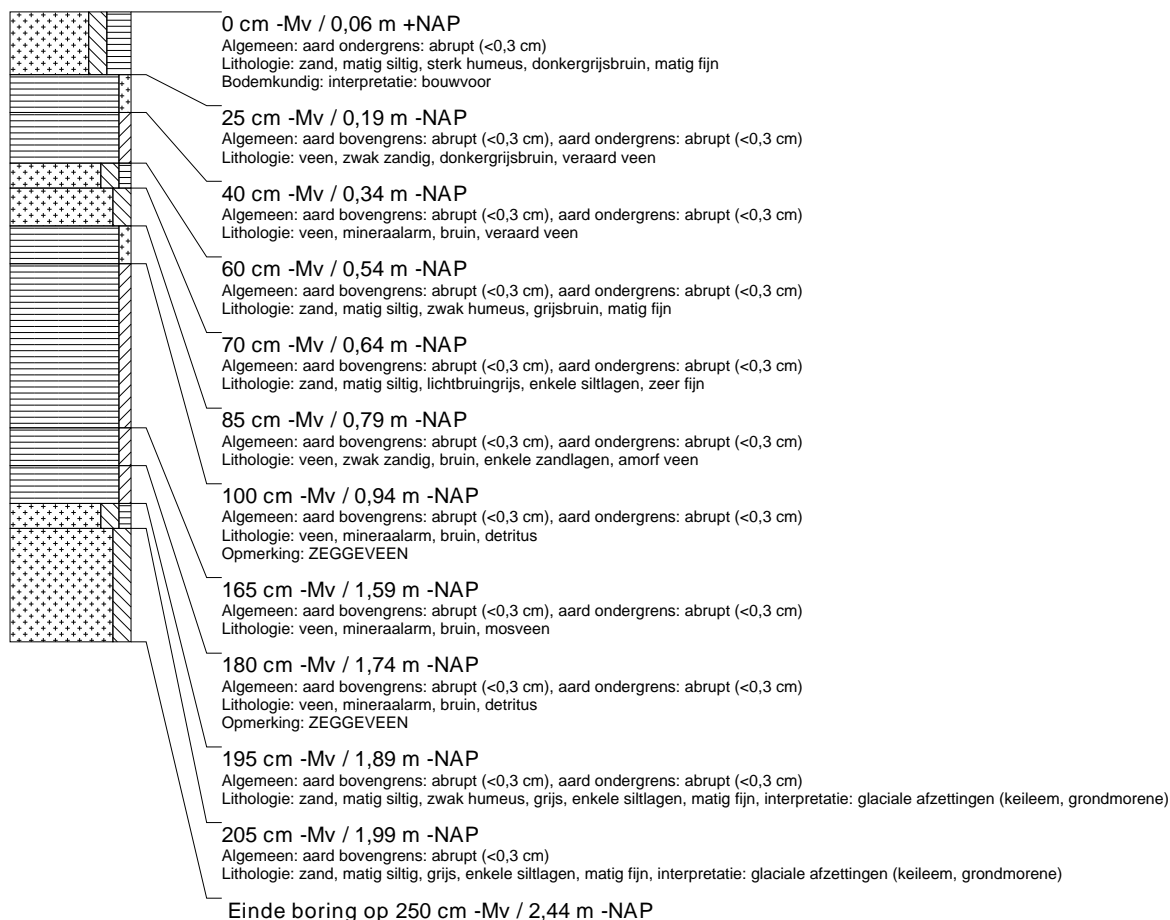 0 cm -Mv / 0,06 m +NAP
Algemeen: aard ondergrens: abrupt (<0,3 cm)
Lithologie: zand, matig siltig, sterk humeus, donkergrijsbruin, matig fijn
Bodemkundig: interpretatie: bouwvoor
25 cm -Mv / 0,19 m -NAP
Algemeen: aard bovengrens: abrupt (<0,3 cm), aard ondergrens: abrupt (<0,3 cm)
Lithologie: veen, zwak zandig, donkergrijsbruin, veraard veen
40 cm -Mv / 0,34 m -NAP
Algemeen: aard bovengrens: abrupt (<0,3 cm), aard ondergrens: abrupt (<0,3 cm)
Lithologie: veen, mineraalarm, bruin, veraard veen
60 cm -Mv / 0,54 m -NAP
Algemeen: aard bovengrens: abrupt (<0,3 cm), aard ondergrens: abrupt (<0,3 cm)
Lithologie: zand, matig siltig, zwak humeus, grijsbruin, matig fijn
70 cm -Mv / 0,64 m -NAP
Algemeen: aard bovengrens: abrupt (<0,3 cm), aard ondergrens: abrupt (<0,3 cm)
Lithologie: zand, matig siltig, lichtbruingrijs, enkele siltlagen, zeer fijn
85 cm -Mv / 0,79 m -NAP
Algemeen: aard bovengrens: abrupt (<0,3 cm), aard ondergrens: abrupt (<0,3 cm)
Lithologie: veen, zwak zandig, bruin, enkele zandlagen, amorf veen
100 cm -Mv / 0,94 m -NAP
Algemeen: aard bovengrens: abrupt (<0,3 cm), aard ondergrens: abrupt (<0,3 cm)
Lithologie: veen, mineraalarm, bruin, detritus
Opmerking: ZEGGEVEEN
165 cm -Mv / 1,59 m -NAP
Algemeen: aard bovengrens: abrupt (<0,3 cm), aard ondergrens: abrupt (<0,3 cm)
Lithologie: veen, mineraalarm, bruin, mosveen
180 cm -Mv / 1,74 m -NAP
Algemeen: aard bovengrens: abrupt (<0,3 cm), aard ondergrens: abrupt (<0,3 cm)
Lithologie: veen, mineraalarm, bruin, detritus
Opmerking: ZEGGEVEEN
195 cm -Mv / 1,89 m -NAP
Algemeen: aard bovengrens: abrupt (<0,3 cm), aard ondergrens: abrupt (<0,3 cm)
Lithologie: zand, matig siltig, zwak humeus, grijs, enkele siltlagen, matig fijn, interpretatie: glaciale afzettingen (keileem, grondmorene)
205 cm -Mv / 1,99 m -NAP
Algemeen: aard bovengrens: abrupt (<0,3 cm)
Lithologie: zand, matig siltig, grijs, enkele siltlagen, matig fijn, interpretatie: glaciale afzettingen (keileem, grondmorene)
Einde boring op 250 cm -Mv / 2,44 m -NAP